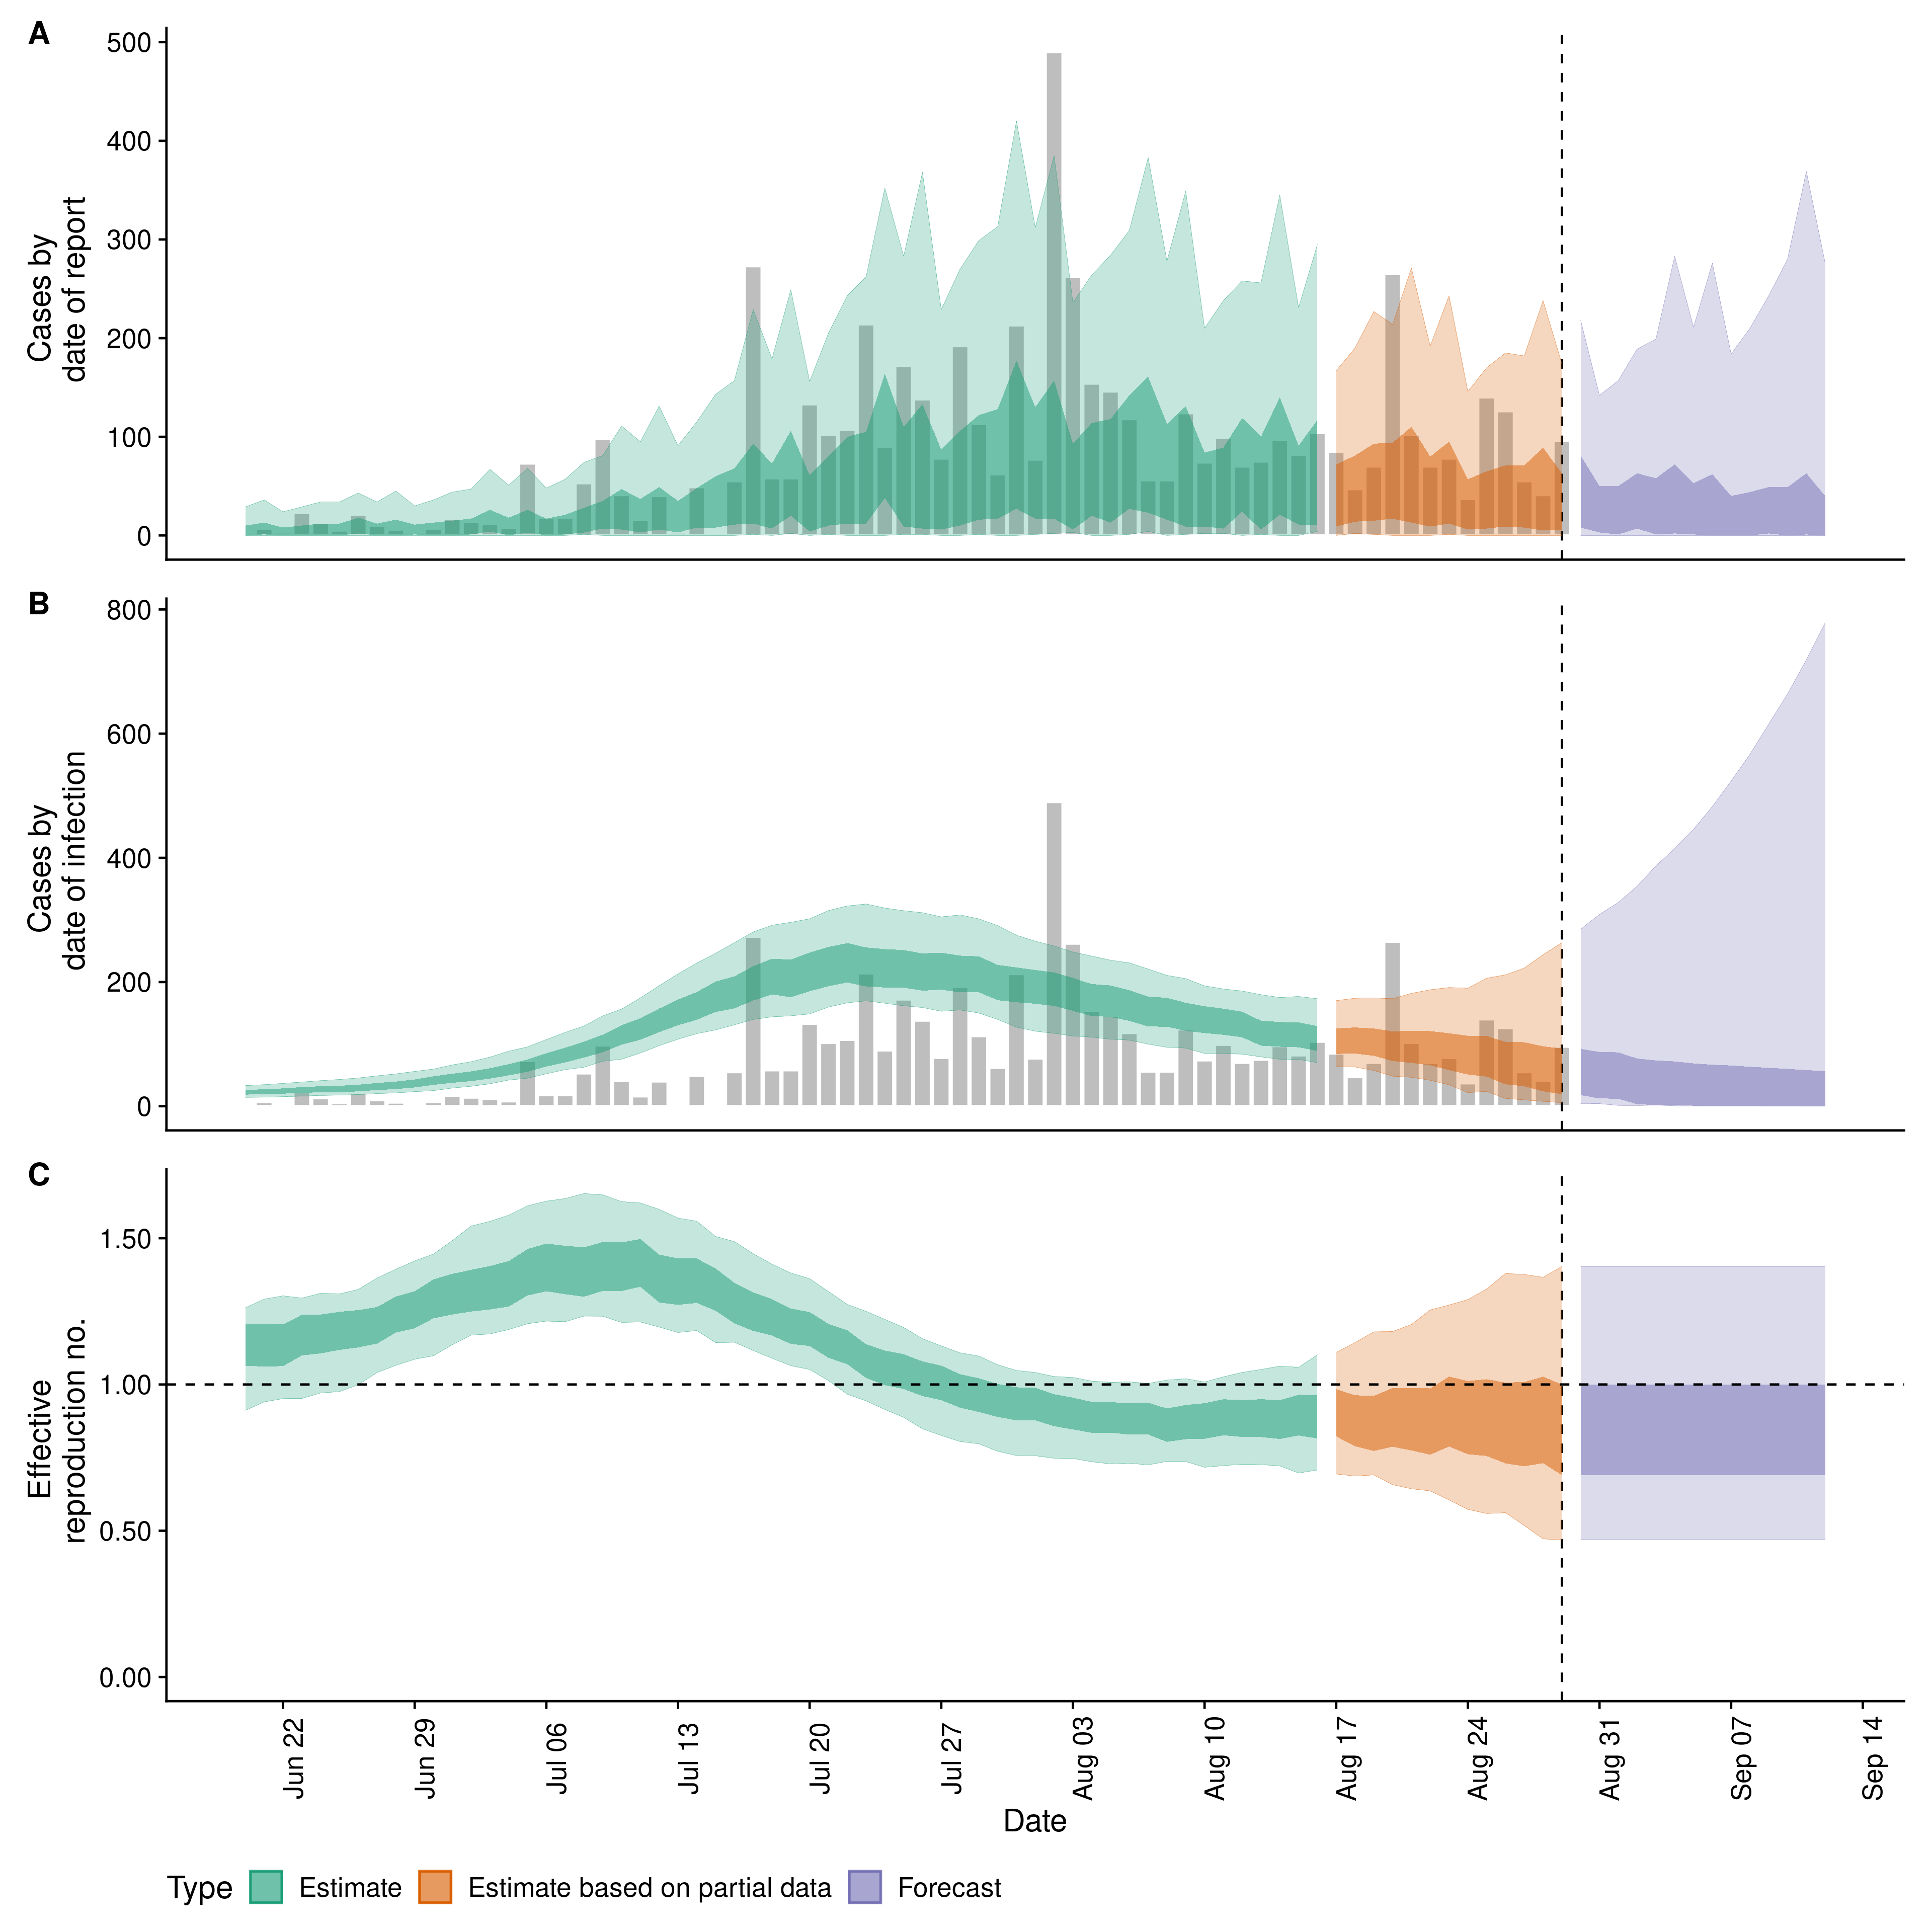 A
500
400
300
200
100
0
Cases by
date of report
B
800
600
400
200
0
Cases by
date of infection
C
1.50
1.00
0.50
0.00
Effective
reproduction no.
Jun 22
Jun 29
Jul 06
Jul 13
Jul 20
Jul 27
Aug 03
Aug 10
Aug 17
Aug 24
Aug 31
Sep 07
Sep 14
Date
Type Estimate Estimate based on partial data Forecast